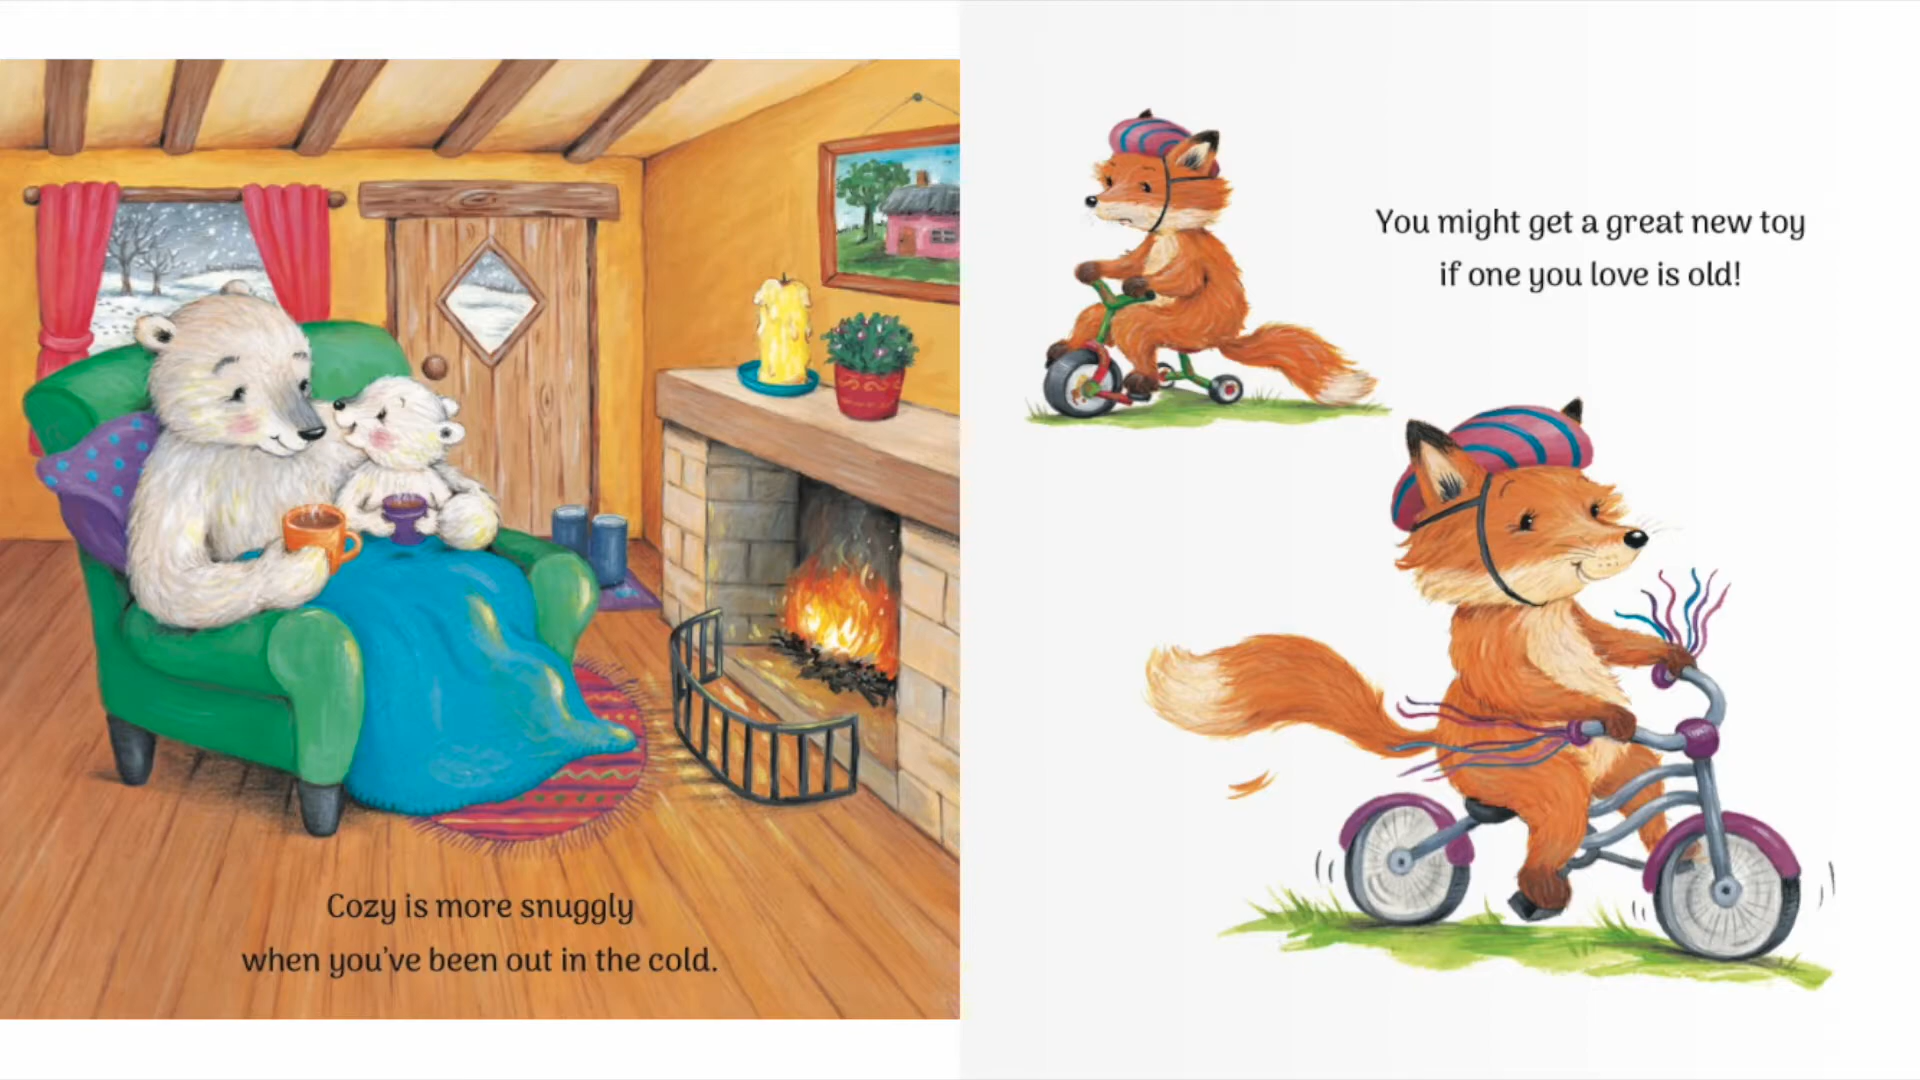 Cozy is more snuggly
when you've been out in the cold.
You might get a great new toy
if one you love is old!